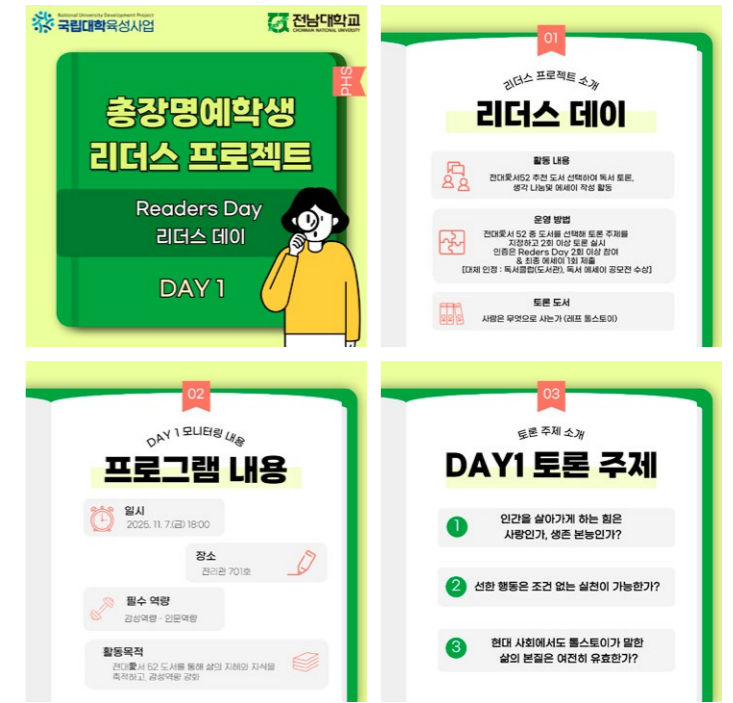 National University Development Project
국립대학육성사업
전남대학교
CHONNAM NATIONAL UNIVERSITY
PHS
총장명예학생
리더스 프로젝트
Readers Day
리더스 데이
DAY 1
01
리더스 프로젝트 소개
리더스 데이
활동 내용
전대愛서52 추천 도서 선택하여 독서 토론,
생각 나눔및 에세이 작성 활동
운영 방법
전대愛서 52 종 도서를 선택해 토론 주제를
지정하고 2회 이상 토론 실시
인증은 Reders Day 2회 이상 참여
& 최종 에세이 1회 제출
[대체 인정 : 독서클럽(도서관), 독서 에세이 공모전 수상]
토론 도서
사람은 무엇으로 사는가 (레프 톨스토이)
02
DAY 1 모니터링 내용
프로그램 내용
일시
2025. 11. 7.(금) 18:00
장소
진리관 701호
필수 역량
감성역량 · 인문역량
활동목적
전대愛서 52 도서를 통해 삶의 지혜와 지식을
축적하고, 감성역량 강화
03
토론 주제 소개
DAY1 토론 주제
1
인간을 살아가게 하는 힘은
사랑인가, 생존 본능인가?
2
선한 행동은 조건 없는 실천이 가능한가?
3
현대 사회에서도 톨스토이가 말한
삶의 본질은 여전히 유효한가?